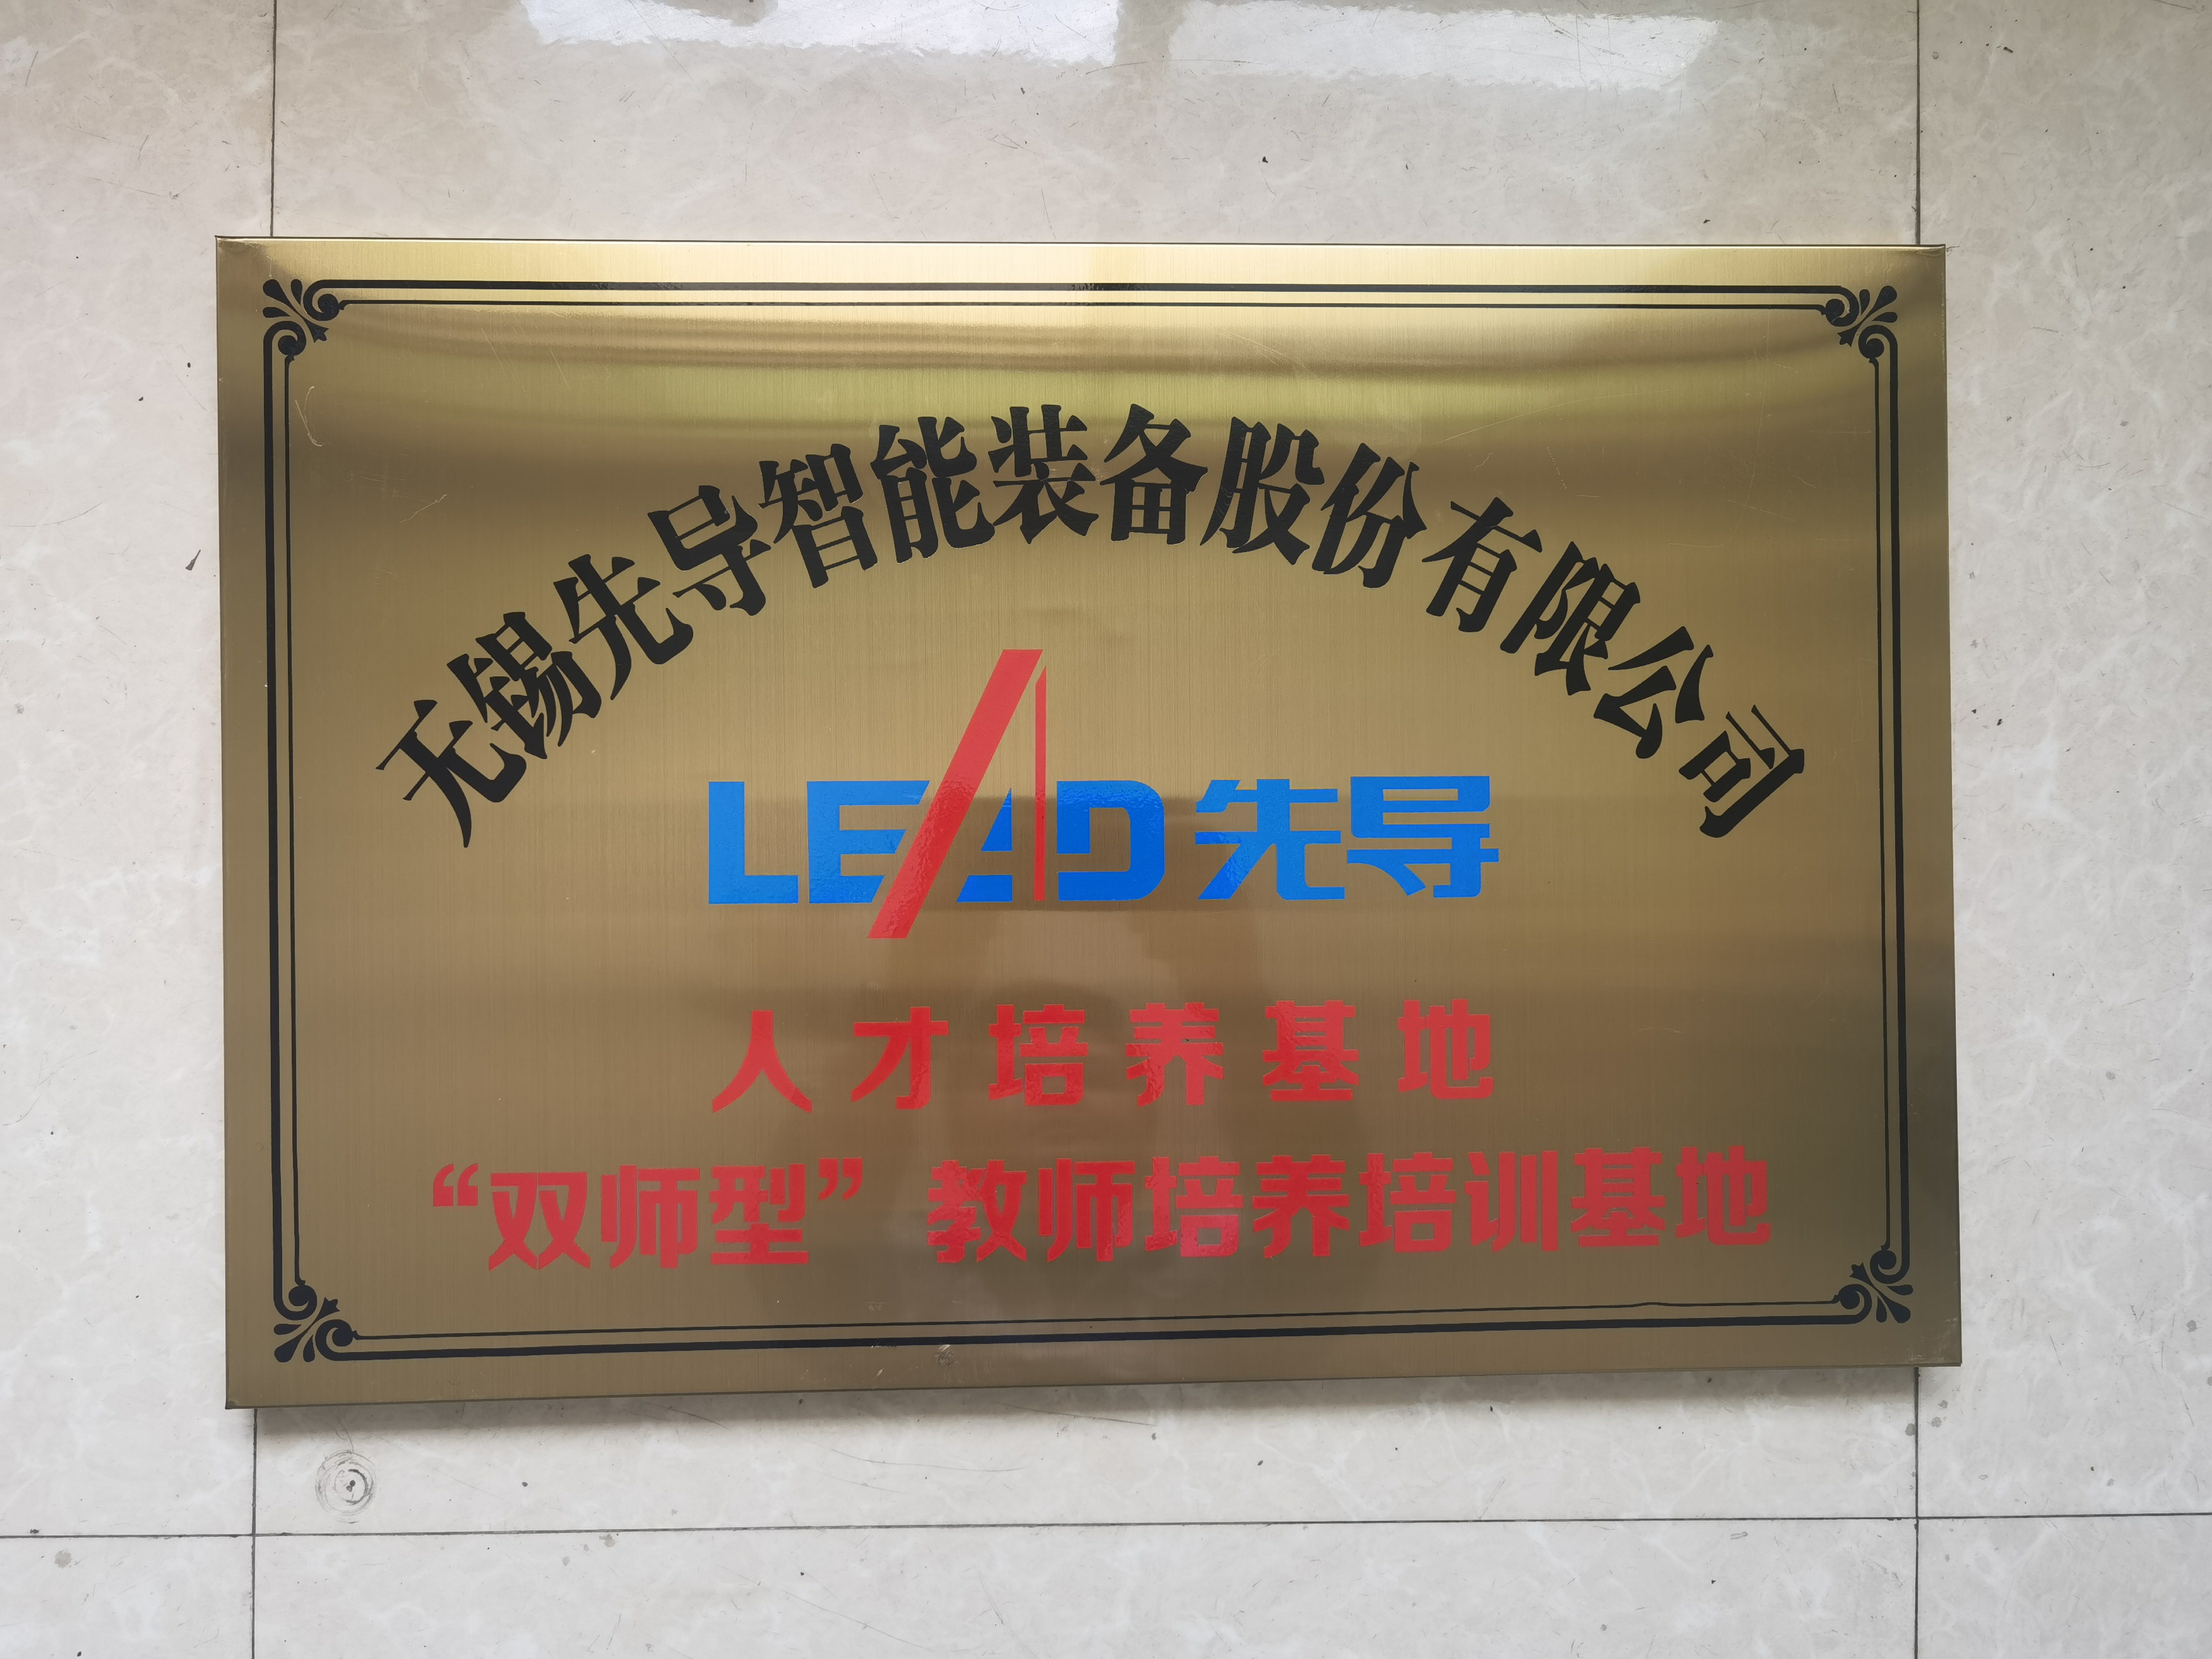 无锡先导智能装备股份有限公司
LEAD 先导
人才培养基地
“双师型”教师培养培训基地